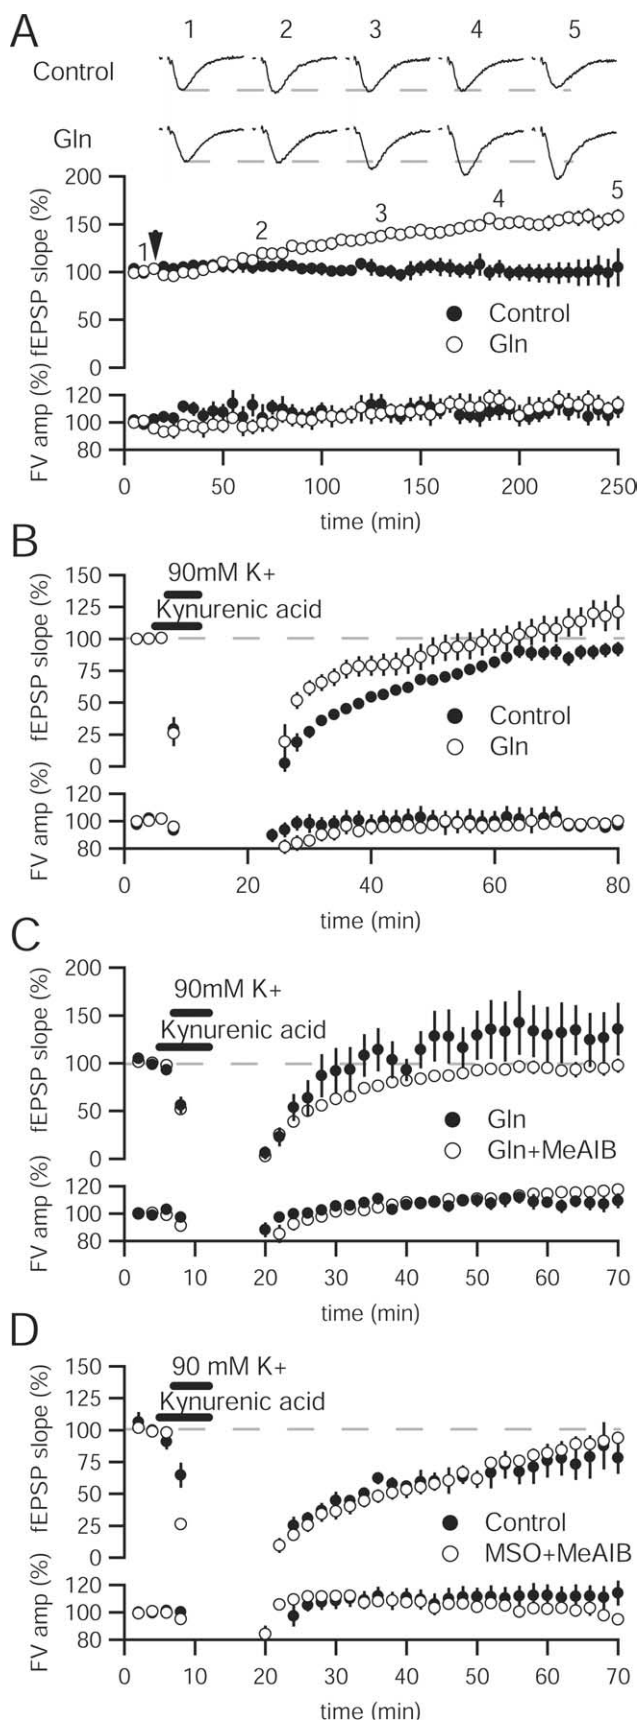 A
1 2 3 4 5
Control
Gln
fEPSP slope (%)
200
150
100
50
0
1 2 3 4 5
Control
Gln
FV amp (%)
120
100
80
0 50 100 150 200 250
time (min)
B
90mM K+
Kynurenic acid
fEPSP slope (%)
150
125
100
75
50
25
0
Control
Gln
FV amp (%)
120
100
80
0 20 40 60 80
time (min)
C
90mM K+
Kynurenic acid
fEPSP slope (%)
200
150
100
50
0
Gln
Gln+MeAIB
FV amp (%)
120
100
80
0 10 20 30 40 50 60 70
time (min)
D
90 mM K+
Kynurenic acid
fEPSP slope (%)
150
125
100
75
50
25
0
Control
MSO+MeAIB
FV amp (%)
120
100
80
0 10 20 30 40 50 60 70
time (min)